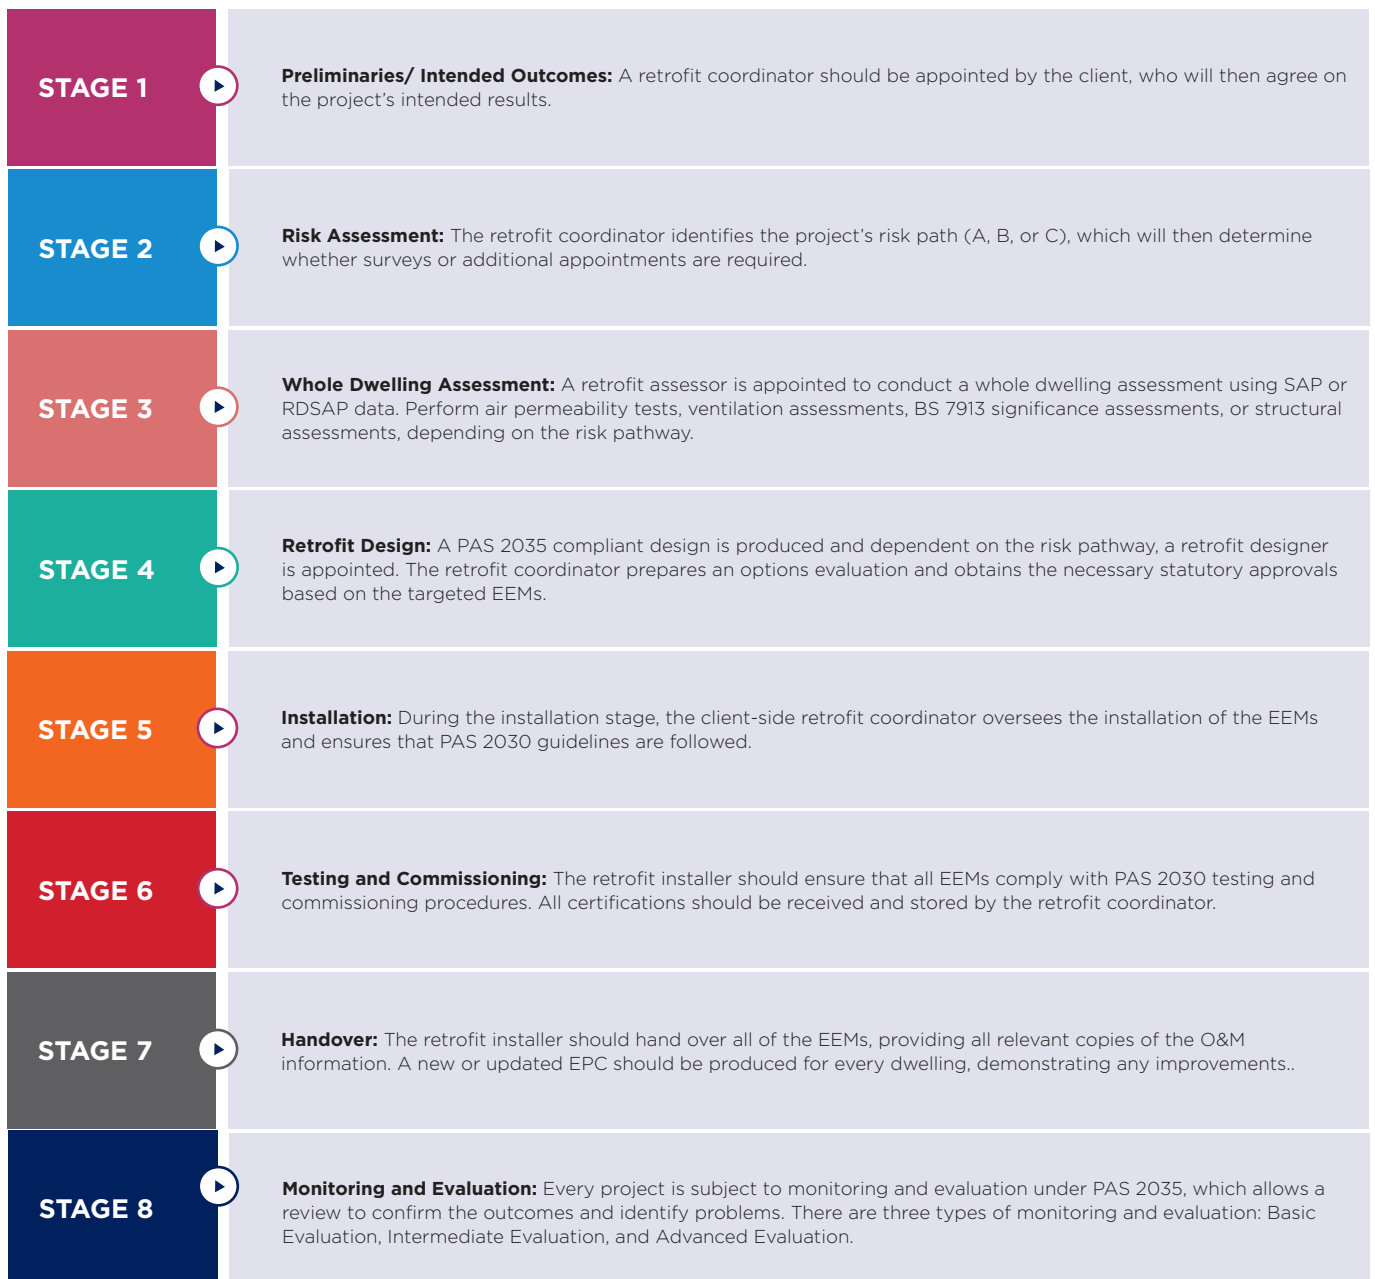 STAGE 1
Preliminaries/ Intended Outcomes: A retrofit coordinator should be appointed by the client, who will then agree on
the project’s intended results.
STAGE 2
Risk Assessment: The retrofit coordinator identifies the project’s risk path (A, B, or C), which will then determine
whether surveys or additional appointments are required.
STAGE 3
Whole Dwelling Assessment: A retrofit assessor is appointed to conduct a whole dwelling assessment using SAP or
RDSAP data. Perform air permeability tests, ventilation assessments, BS 7913 significance assessments, or structural
assessments, depending on the risk pathway.
STAGE 4
Retrofit Design: A PAS 2035 compliant design is produced and dependent on the risk pathway, a retrofit designer
is appointed. The retrofit coordinator prepares an options evaluation and obtains the necessary statutory approvals
based on the targeted EEMs.
STAGE 5
Installation: During the installation stage, the client-side retrofit coordinator oversees the installation of the EEMs
and ensures that PAS 2030 guidelines are followed.
STAGE 6
Testing and Commissioning: The retrofit installer should ensure that all EEMs comply with PAS 2030 testing and
commissioning procedures. All certifications should be received and stored by the retrofit coordinator.
STAGE 7
Handover: The retrofit installer should hand over all of the EEMs, providing all relevant copies of the O&M
information. A new or updated EPC should be produced for every dwelling, demonstrating any improvements..
STAGE 8
Monitoring and Evaluation: Every project is subject to monitoring and evaluation under PAS 2035, which allows a
review to confirm the outcomes and identify problems. There are three types of monitoring and evaluation: Basic
Evaluation, Intermediate Evaluation, and Advanced Evaluation.